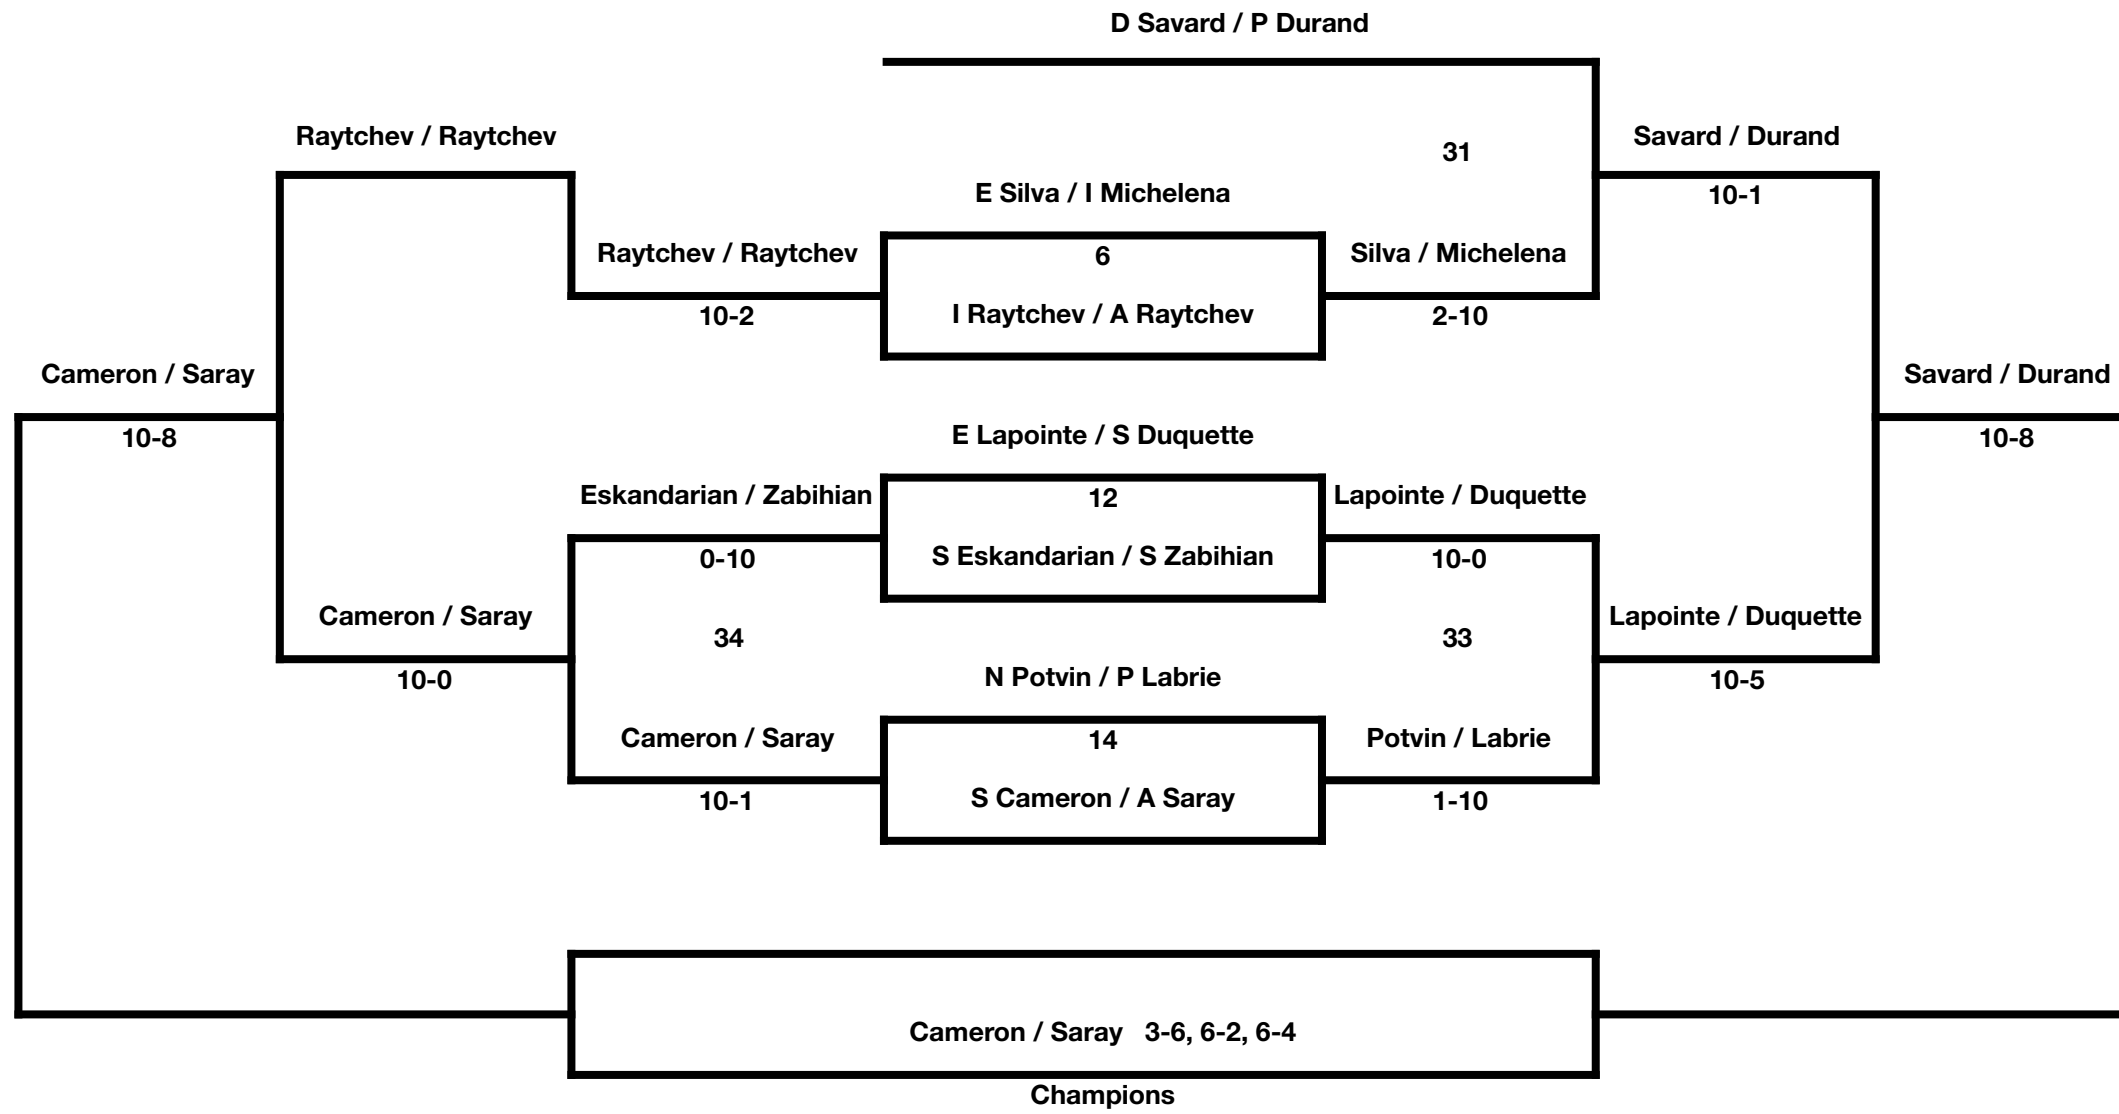 D Savard / P Durand
Raytchev / Raytchev
Savard / Durand
31
E Silva / I Michelena
10-1
Raytchev / Raytchev
6
Silva / Michelena
10-2
I Raytchev / A Raytchev
2-10
Cameron / Saray
Savard / Durand
10-8
E Lapointe / S Duquette
10-8
Eskandarian / Zabihian
12
Lapointe / Duquette
0-10
S Eskandarian / S Zabihian
10-0
Cameron / Saray
34
33
Lapointe / Duquette
10-0
N Potvin / P Labrie
10-5
Cameron / Saray
14
Potvin / Labrie
10-1
S Cameron / A Saray
1-10
Cameron / Saray 3-6, 6-2, 6-4
Champions